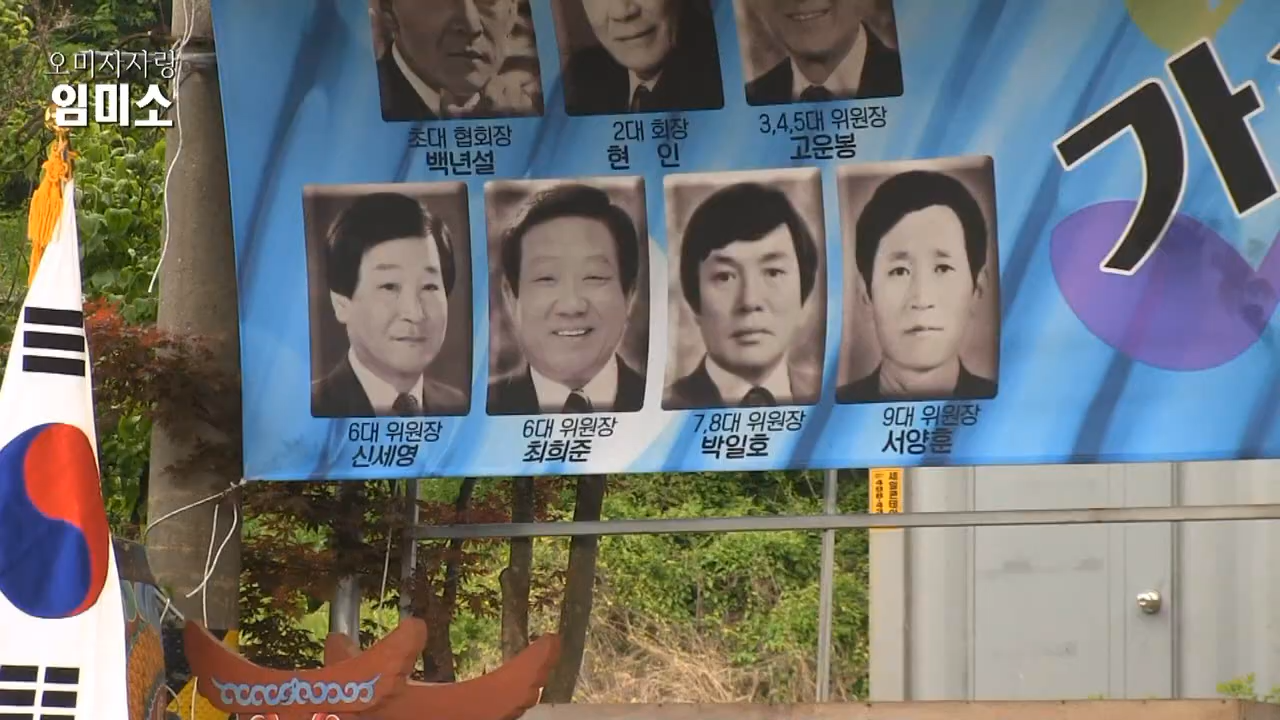 오미자사랑
임미소
초대 협회장
백년설
2대 회장
현 인
3,4,5대 위원장
고운봉
6대 위원장
신세영
6대 위원장
최희준
7,8대 위원장
박일호
9대 위원장
서양훈
가